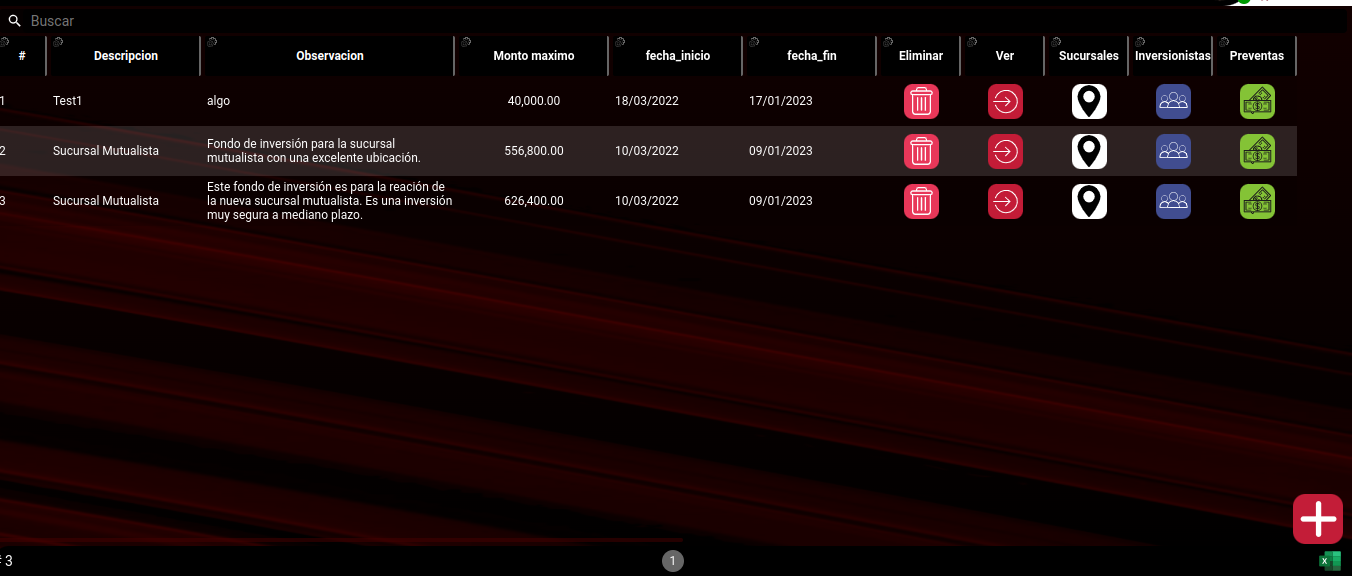 Buscar
# Descripcion Observacion Monto maximo fecha_inicio fecha_fin Eliminar Ver Sucursales Inversionistas Preventas
1 Test1 algo 40,000.00 18/03/2022 17/01/2023
2 Sucursal Mutualista Fondo de inversión para la sucursal
mutualista con una excelente ubicación. 556,800.00 10/03/2022 09/01/2023
3 Sucursal Mutualista Este fondo de inversión es para la reación de
la nueva sucursal mutualista. Es una inversión
muy segura a mediano plazo. 626,400.00 10/03/2022 09/01/2023
# 3 1
X